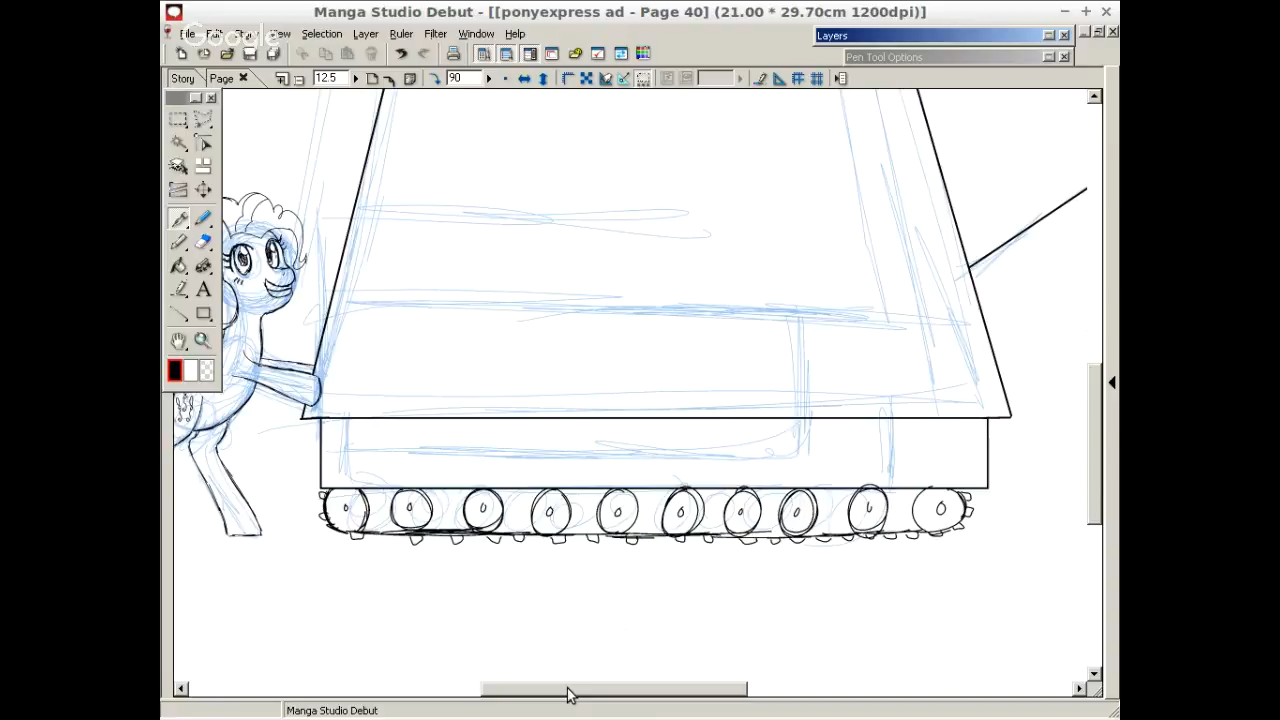 Manga Studio Debut - [[ponyexpress ad - Page 40] (21.00 * 29.70cm 1200dpi)]
Google
View Selection Layer Ruler Filter Window Help
Layers
Pen Tool Options
Story Page 12.5 90
A
Manga Studio Debut